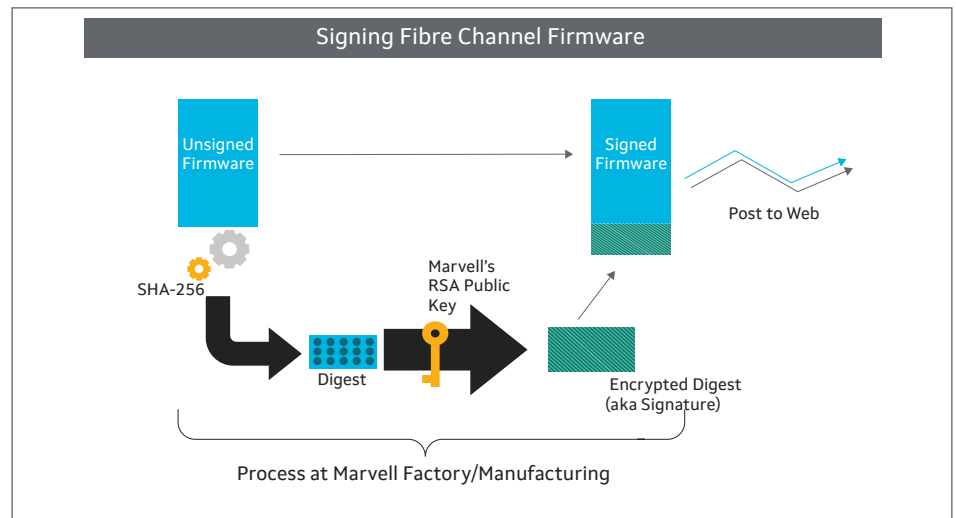 Signing Fibre Channel Firmware
Unsigned
Firmware
Signed
Firmware
Post to Web
SHA-256
Marvell's
RSA Public
Key
Digest
Encrypted Digest
(aka Signature)
Process at Marvell Factory/Manufacturing